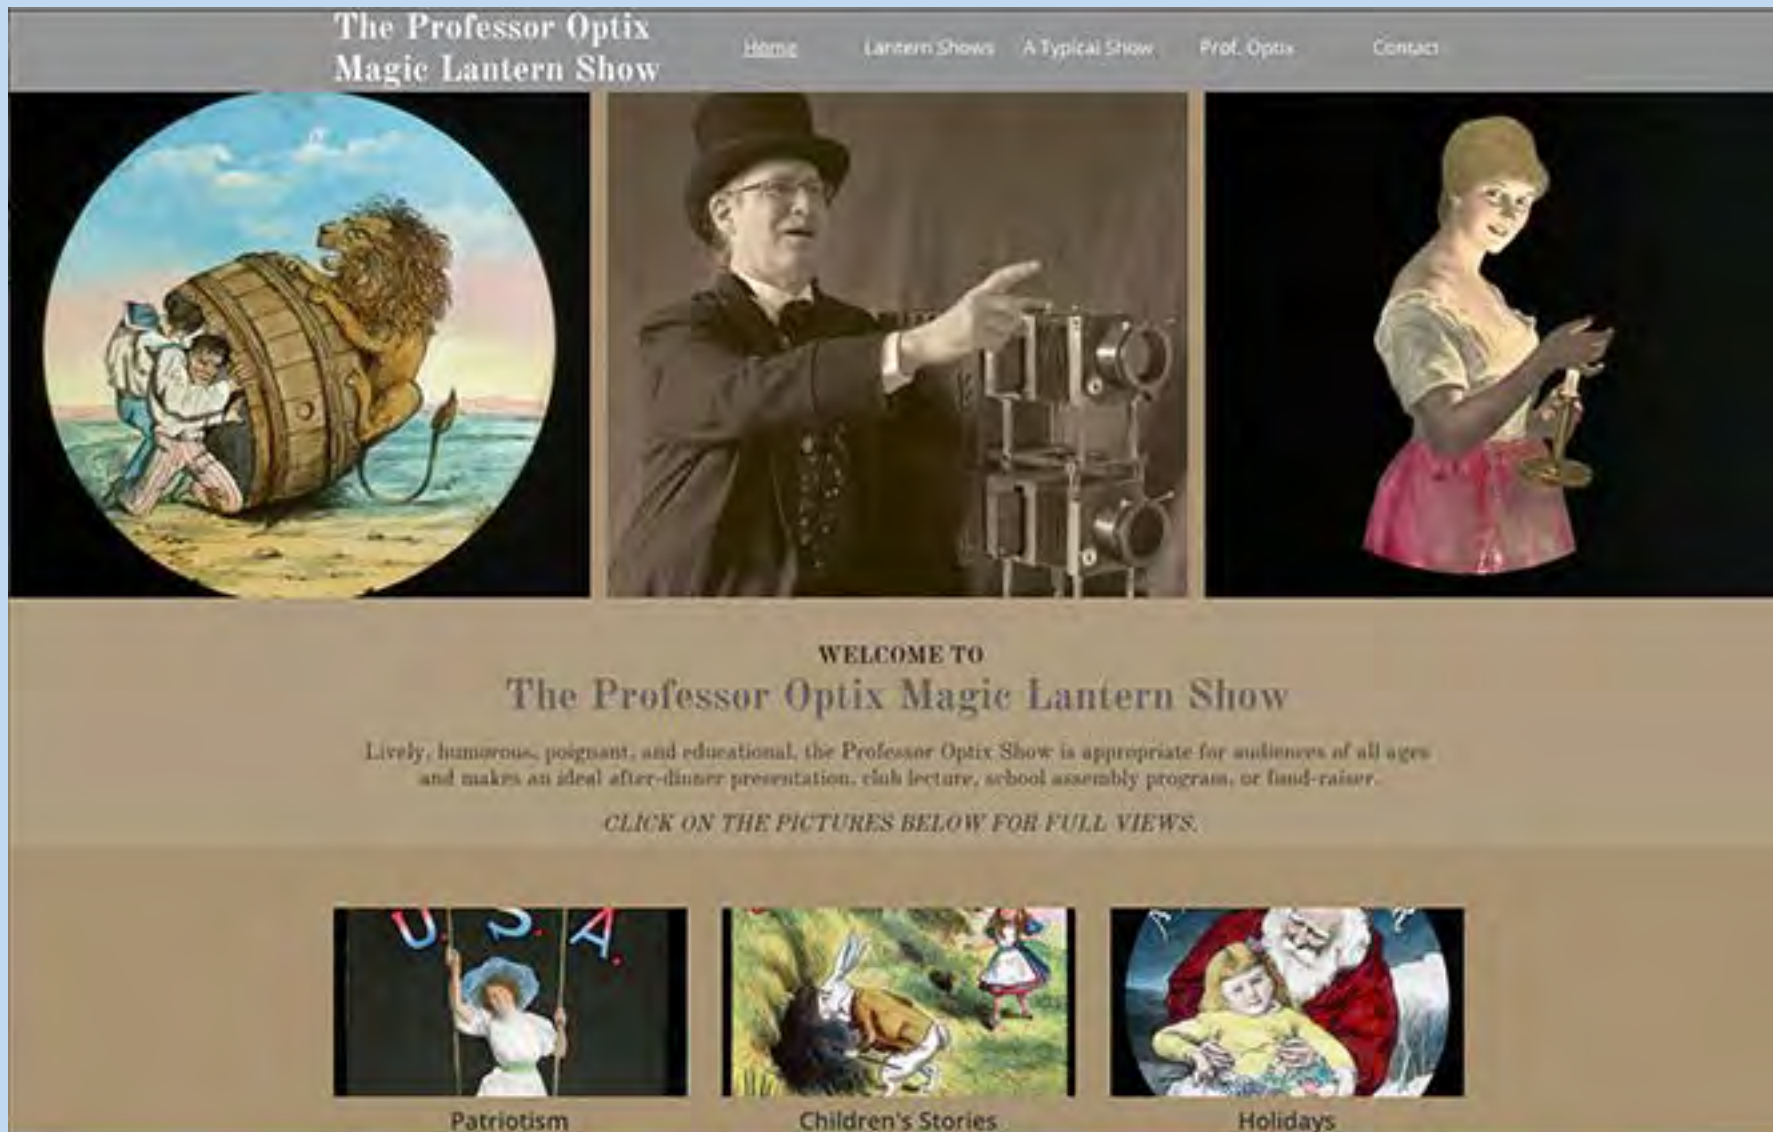 The Professor Optix
Magic Lantern Show
Home Lantern Shows A Typical Show Prof. Optix Contact
WELCOME TO
The Professor Optix Magic Lantern Show
Lively, humorous, poignant, and educational, the Professor Optix Show is appropriate for audiences of all ages
and makes an ideal after-dinner presentation, club lecture, school assembly program, or fund-raiser.
CLICK ON THE PICTURES BELOW FOR FULL VIEWS.
U.S.A.
Patriotism Children's Stories Holidays